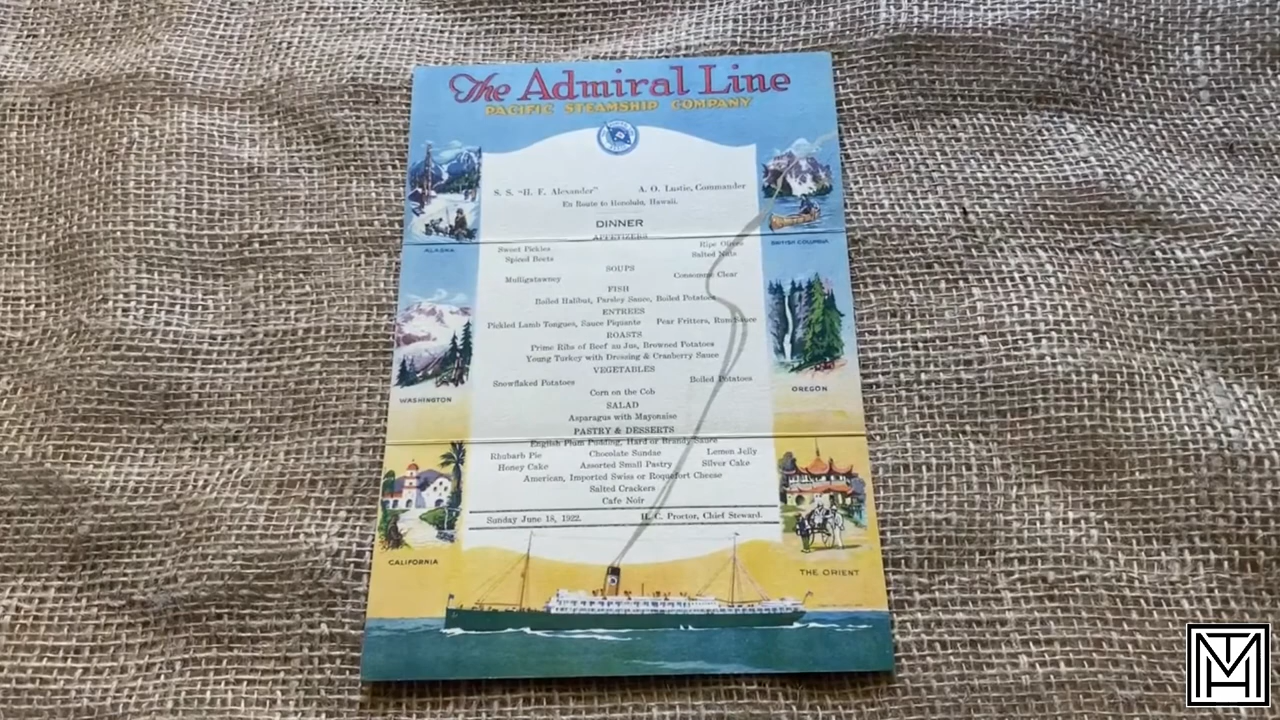 The Admiral Line
PACIFIC STEAMSHIP COMPANY
S. S. "H. F. Alexander" A. O. Lustie, Commander
En Route to Honolulu, Hawaii.
DINNER
APPETIZERS
Sweet Pickles Ripe Olives
Spiced Beets Salted Nuts
SOUPS
Mulligatawney Consomme Clear
FISH
Boiled Halibut, Parsley Sauce, Boiled Potatoes
ENTREES
Pickled Lamb Tongues, Sauce Piquante Pear Fritters, Rum Sauce
ROASTS
Prime Ribs of Beef au Jus, Browned Potatoes
Young Turkey with Dressing & Cranberry Sauce
VEGETABLES
Snowflaked Potatoes Boiled Potatoes
Corn on the Cob
SALAD
Asparagus with Mayonaise
PASTRY & DESSERTS
English Plum Pudding, Hard or Brandy Sauce
Rhubarb Pie Chocolate Sundae Lemon Jelly
Honey Cake Assorted Small Pastry Silver Cake
American, Imported Swiss or Roquefort Cheese
Salted Crackers
Cafe Noir
Sunday June 18, 1922. H. C. Proctor, Chief Steward.
ALASKA
WASHINGTON
CALIFORNIA
BRITISH COLUMBIA
OREGON
THE ORIENT